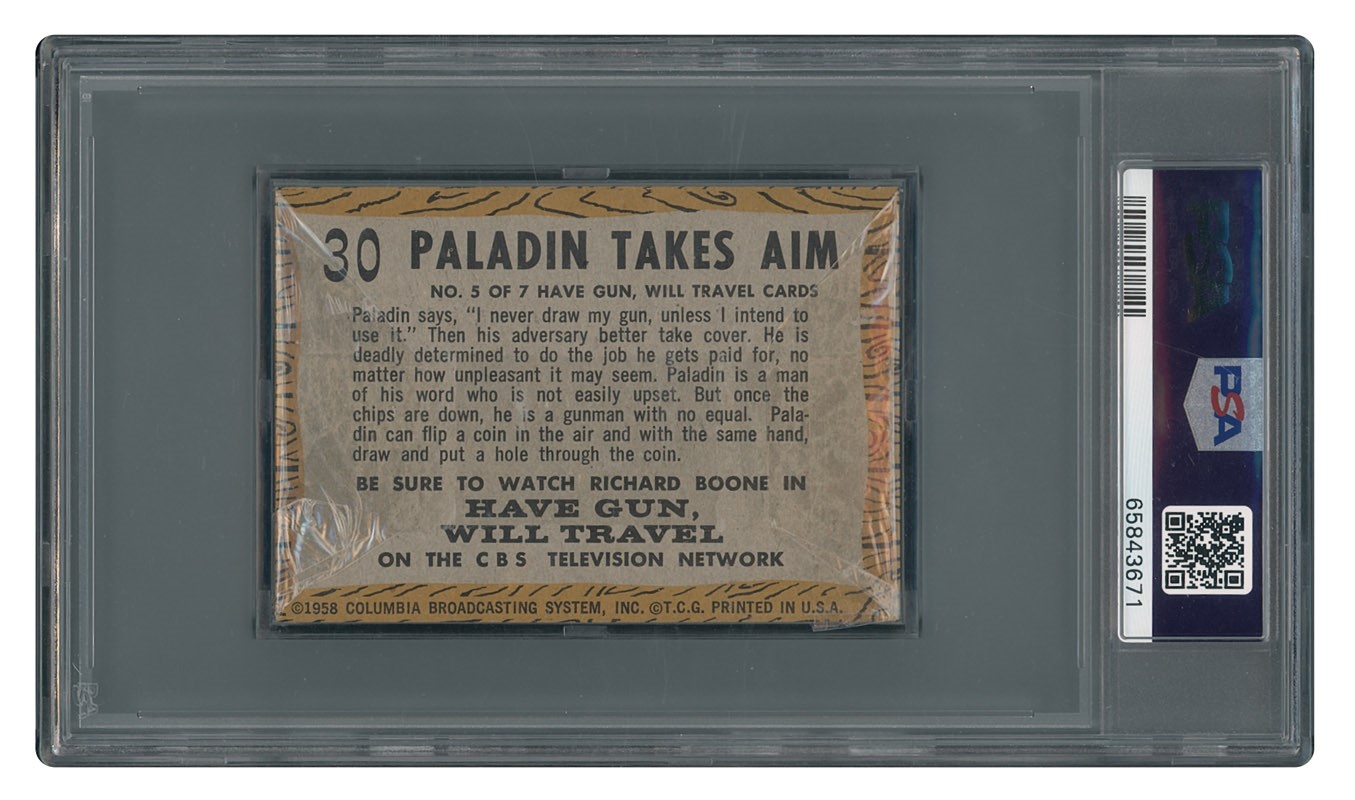 30 PALADIN TAKES AIM
NO. 5 OF 7 HAVE GUN, WILL TRAVEL CARDS
Paladin says, "I never draw my gun, unless I intend to
use it." Then his adversary better take cover. He is
deadly determined to do the job he gets paid for, no
matter how unpleasant it may seem. Paladin is a man
of his word who is not easily upset. But once the
chips are down, he is a gunman with no equal. Pala-
din can flip a coin in the air and with the same hand,
draw and put a hole through the coin.
BE SURE TO WATCH RICHARD BOONE IN
HAVE GUN,
WILL TRAVEL
ON THE CBS TELEVISION NETWORK
©1958 COLUMBIA BROADCASTING SYSTEM, INC. ©T.C.G. PRINTED IN U.S.A.
PSA
65843671
PSA